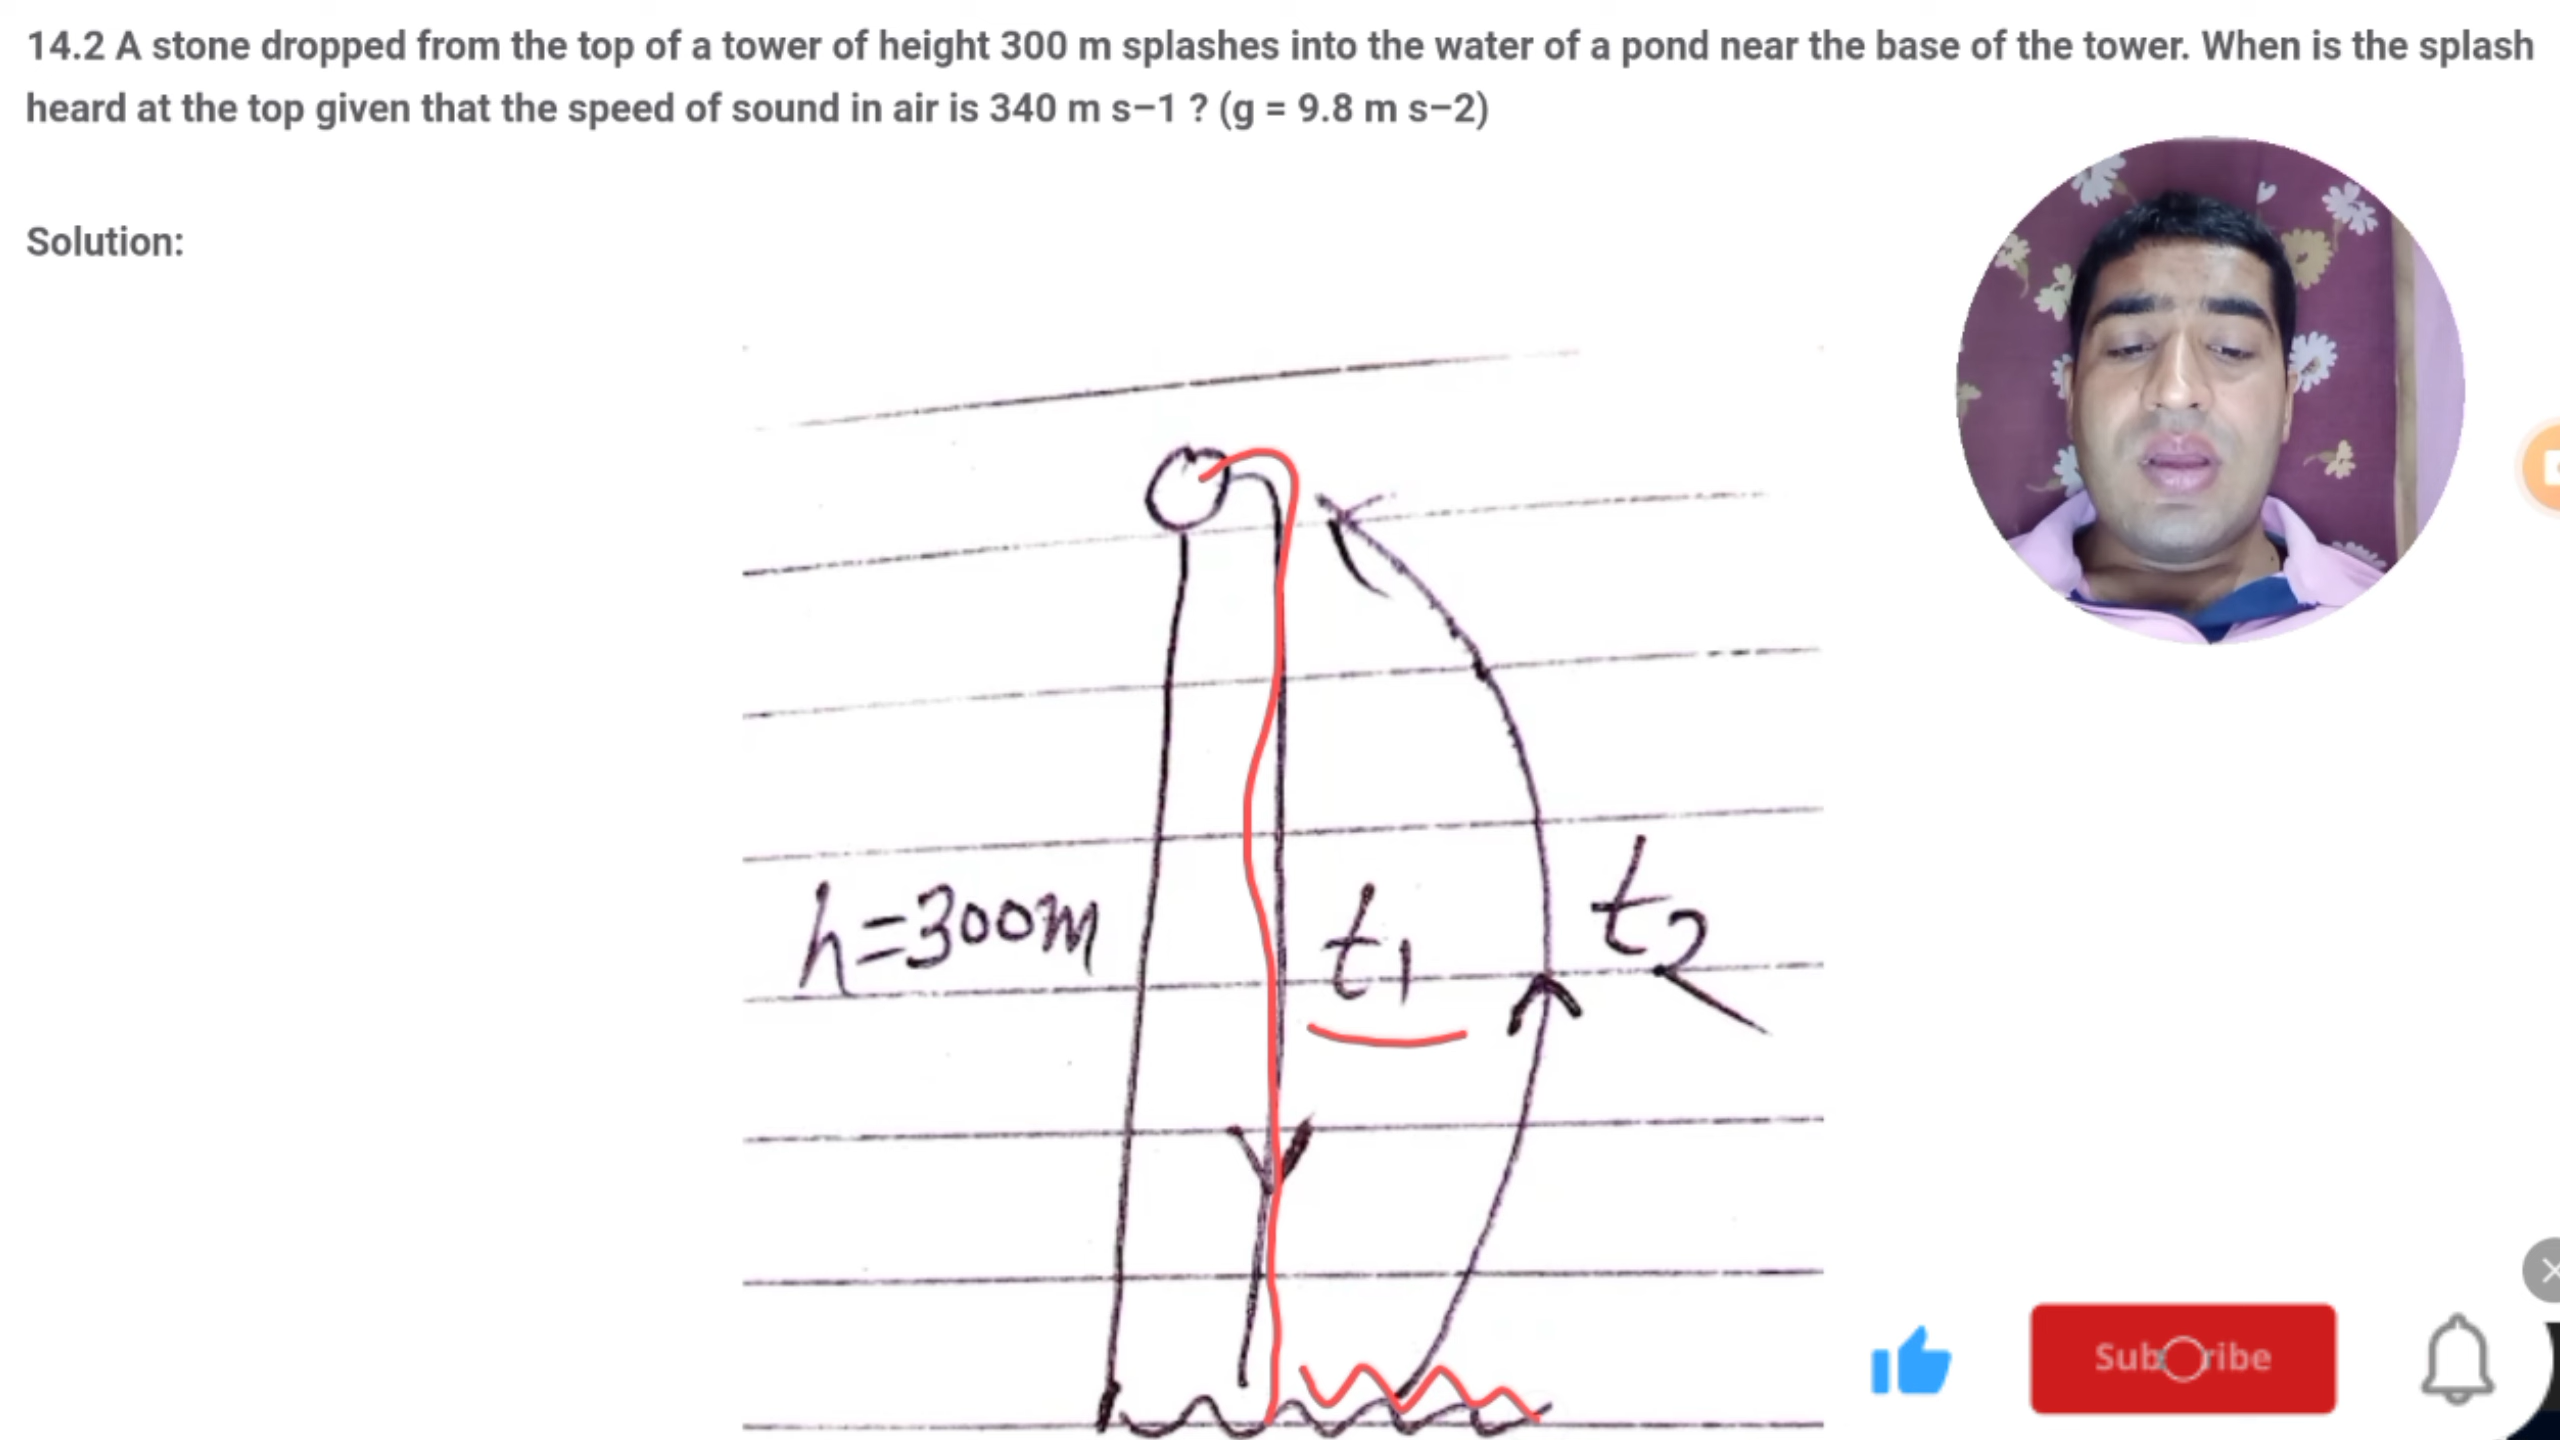 14.2 A stone dropped from the top of a tower of height 300 m splashes into the water of a pond near the base of the tower. When is the splash
heard at the top given that the speed of sound in air is 340 m s−1 ? (g = 9.8 m s−2)
Solution:
h=300m
t1
t2
Subscribe